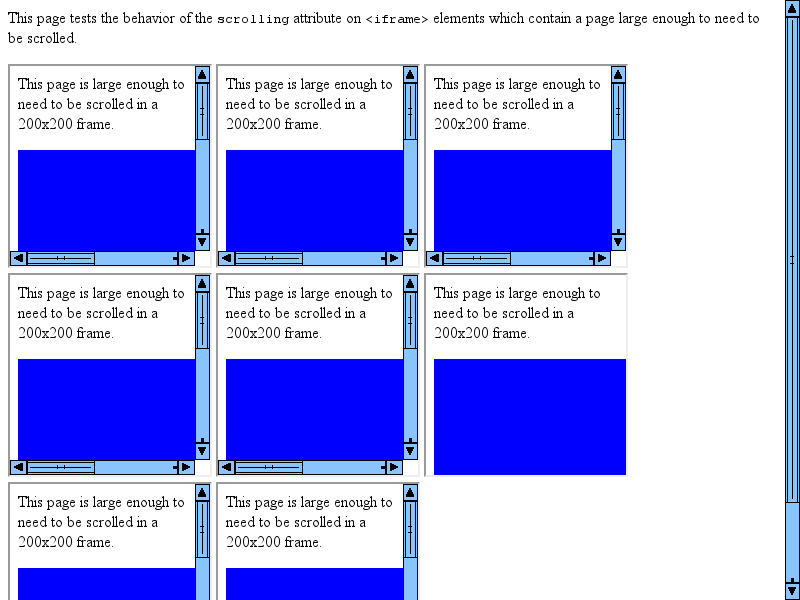 This page tests the behavior of the scrolling attribute on <iframe> elements which contain a page large enough to need to
be scrolled.
This page is large enough to
need to be scrolled in a
200x200 frame.
This page is large enough to
need to be scrolled in a
200x200 frame.
This page is large enough to
need to be scrolled in a
200x200 frame.
This page is large enough to
need to be scrolled in a
200x200 frame.
This page is large enough to
need to be scrolled in a
200x200 frame.
This page is large enough to
need to be scrolled in a
200x200 frame.
This page is large enough to
need to be scrolled in a
200x200 frame.
This page is large enough to
need to be scrolled in a
200x200 frame.